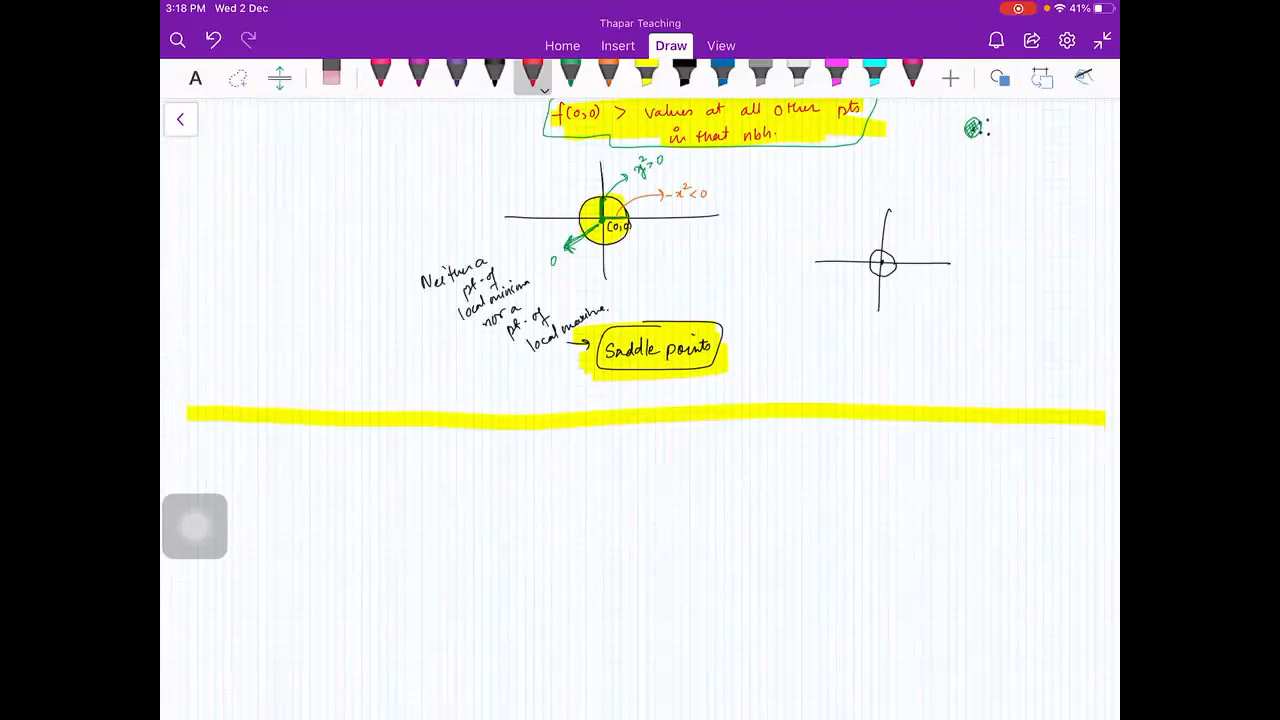 3:18 PM Wed 2 Dec
41%
Thapar Teaching
Home Insert Draw View
A
f(0,0) > values at all other pts
in that nbh.
:
>0
-x² < 0
(0,0)
0
Neither a
pt. of
local minima
nor a
pt. of
local maxima.
Saddle points